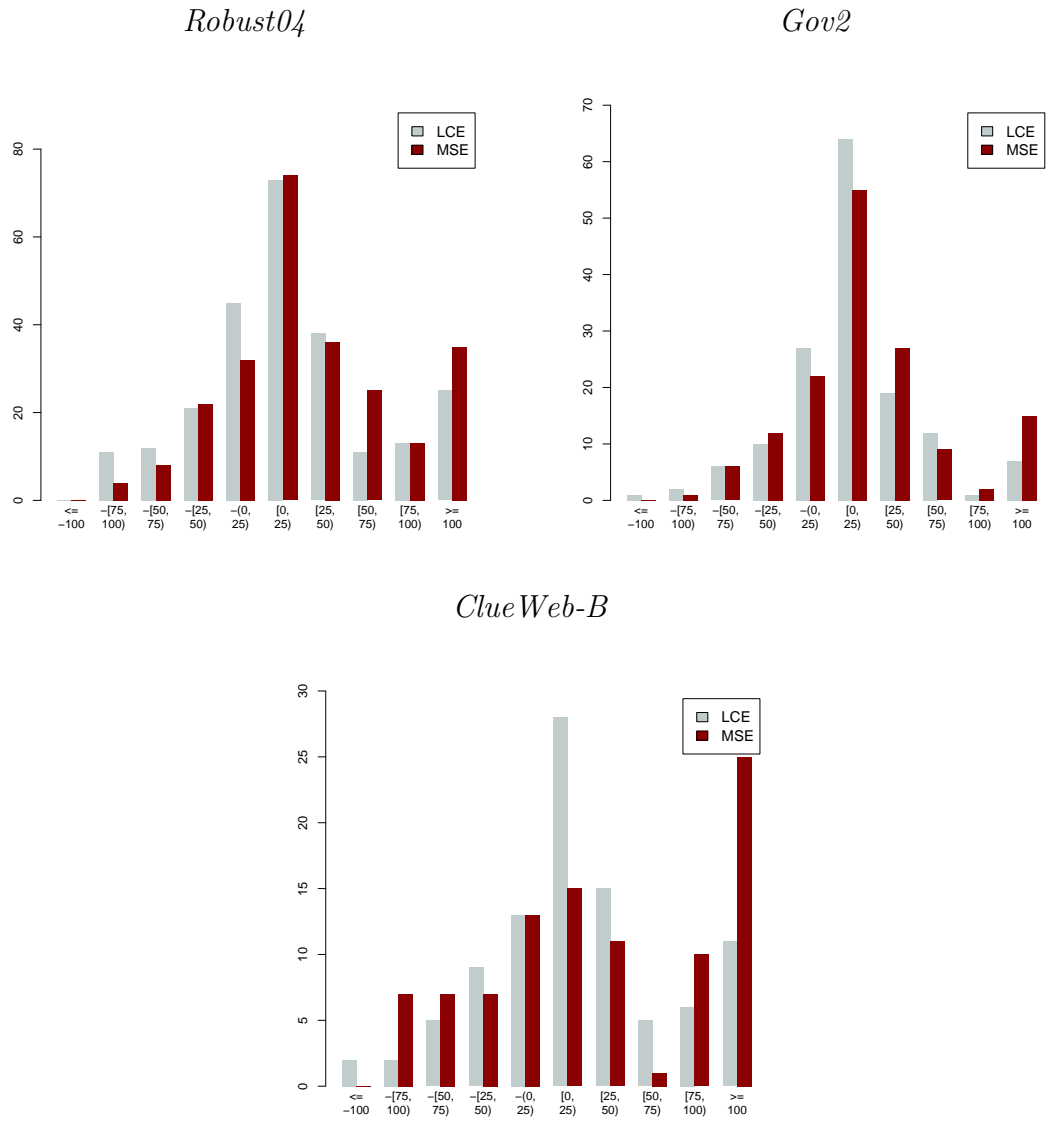 Robust04
Gov2
LCE
MSE
0
20
40
60
80
<= -[75, -[50, -[25, -(0, [0, [25, [50, [75, >=
−100 100) 75) 50) 25) 25) 50) 75) 100) 100
LCE
MSE
0
10
20
30
40
50
60
70
<= −[75, −[50, −[25, −(0, [0, [25, [50, [75, >=
−100 100) 75) 50) 25) 25) 50) 75) 100) 100
ClueWeb-B
LCE
MSE
0
5
10
15
20
25
30
<= −[75, −[50, −[25, −(0, [0, [25, [50, [75, >=
−100 100) 75) 50) 25) 25) 50) 75) 100) 100